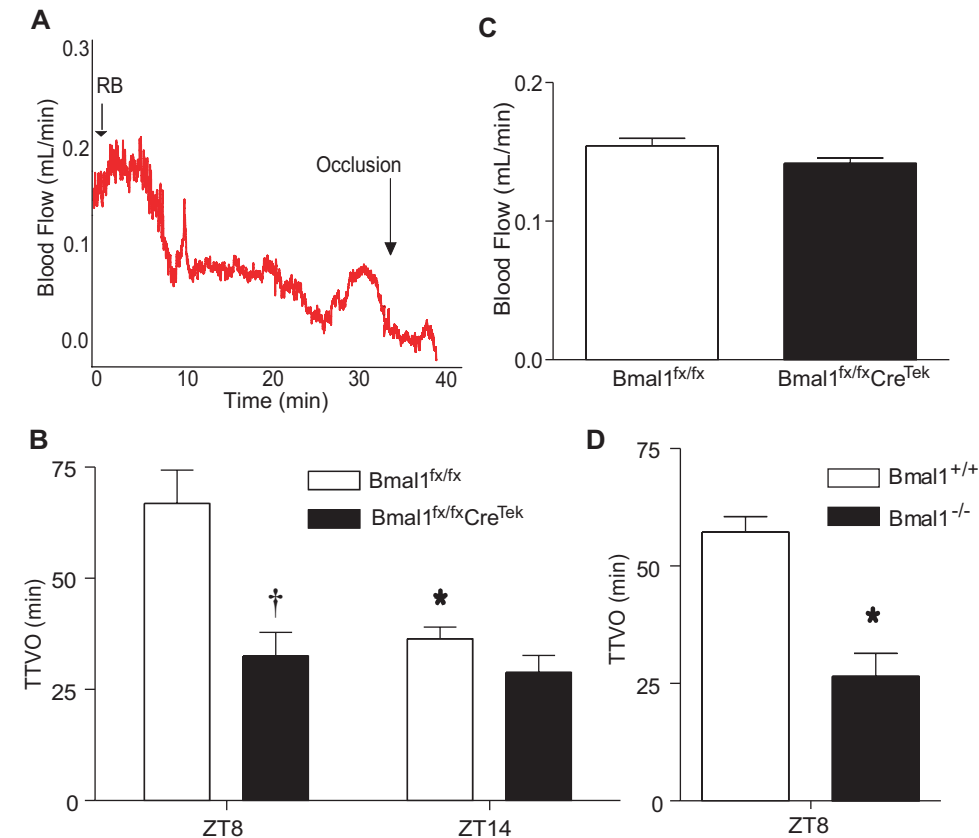 A
Blood Flow (mL/min)
0.3
0.2
0.1
0.0
RB
Occlusion
0 10 20 30 40
Time (min)
C
Blood Flow (mL/min)
0.2
0.1
0.0
Bmal1fx/fx Bmal1fx/fxCreTek
B
TTVO (min)
75
50
25
0
Bmal1fx/fx
Bmal1fx/fxCreTek
† *
ZT8 ZT14
D
TTVO (min)
75
50
25
0
Bmal1+/+
Bmal1-/-
*
ZT8